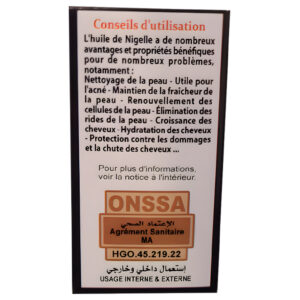 Conseils d'utilisation
L'huile de Nigelle a de nombreux
avantages et propriétés bénéfiques
pour de nombreux problèmes,
notamment :
Nettoyage de la peau - Utile pour
l'acné - Maintien de la fraîcheur de
la peau - Renouvellement des
cellules de la peau - Élimination des
rides de la peau - Croissance des
cheveux - Hydratation des cheveux
- Protection contre les dommages
et la chute des cheveux ...
Pour plus d'informations,
voir la notice à l'intérieur.
ONSSA
الإعتماد الصحي
Agrément Sanitaire
MA
HGO.45.219.22
إستعمال داخلي وخارجي
USAGE INTERNE & EXTERNE